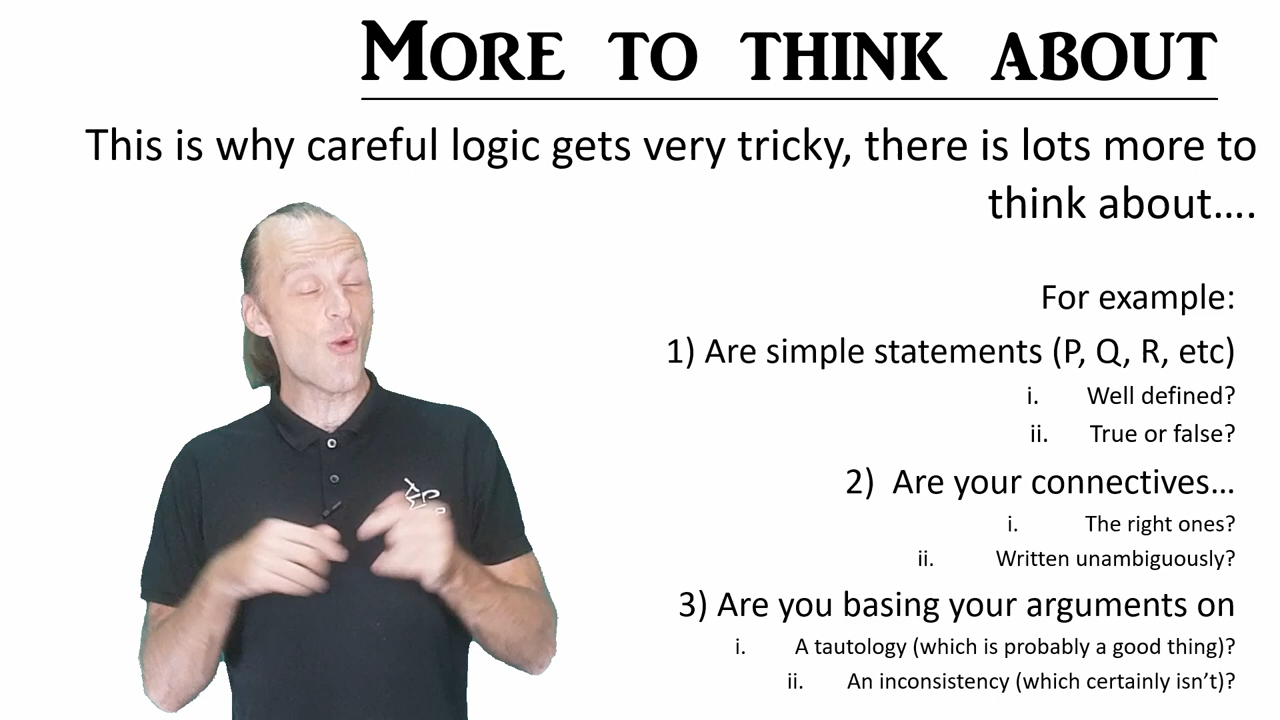 MORE TO THINK ABOUT
This is why careful logic gets very tricky, there is lots more to
think about....
For example:
1) Are simple statements (P, Q, R, etc)
i. Well defined?
ii. True or false?
2) Are your connectives...
i. The right ones?
ii. Written unambiguously?
3) Are you basing your arguments on
i. A tautology (which is probably a good thing)?
ii. An inconsistency (which certainly isn't)?